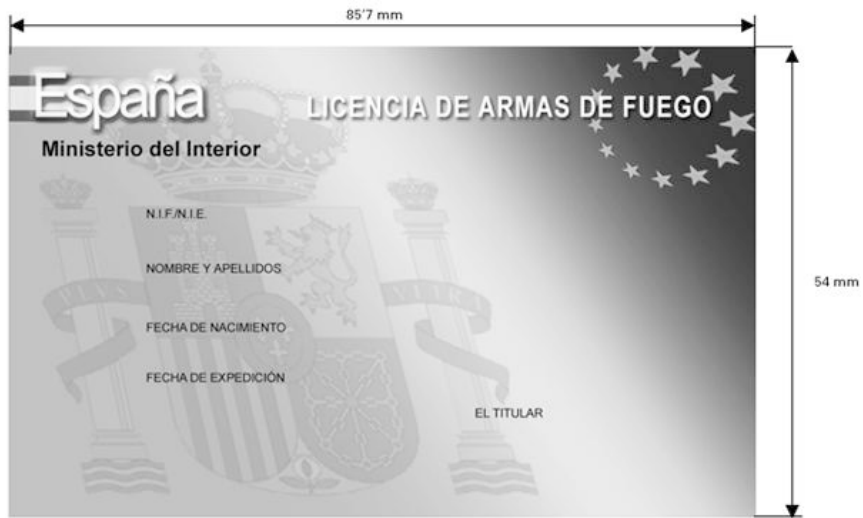 85'7 mm
España
LICENCIA DE ARMAS DE FUEGO
Ministerio del Interior
N.I.F./N.I.E.
NOMBRE Y APELLIDOS
PLUS
FECHA DE NACIMIENTO
FECHA DE EXPEDICIÓN
EL TITULAR
54 mm